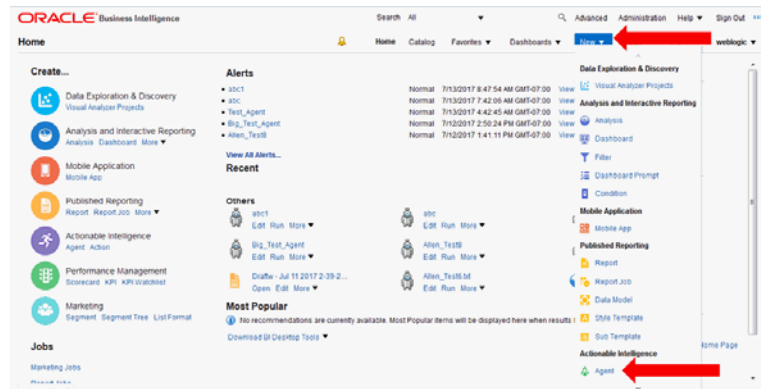 ORACLE Business Intelligence
Search All
Advanced Administration Help Sign Out
Home
Home Catalog Favorites Dashboards New weblogic
Create...
Data Exploration & Discovery
Visual Analyzer Projects
Analysis and Interactive Reporting
Analysis Dashboard More
Mobile Application
Mobile App
Published Reporting
Report Report Job More
Actionable Intelligence
Agent Action
Performance Management
Scorecard KPI KPI Watchlist
Marketing
Segment Segment Tree List Format
Jobs
Marketing Jobs
Alerts
abc1 Normal 7/13/2017 8:47:54 AM GMT-07:00 View
abc Normal 7/13/2017 7:42:06 AM GMT-07:00 View
Test_Agent Normal 7/13/2017 4:42:45 AM GMT-07:00 View
Big_Test_Agent Normal 7/12/2017 2:50:24 PM GMT-07:00 View
Allen_Test8 Normal 7/12/2017 1:41:11 PM GMT-07:00 View
View All Alerts...
Recent
Others
abc1
Edit Run More
abc
Edit Run More
Big_Test_Agent
Edit Run More
Allen_Test8
Edit Run More
Draftw - Jul 11 2017 2-39-2...
Open Edit More
Allen_Test6.txt
Edit Run More
Most Popular
No recommendations are currently available. Most Popular items will be displayed here when results
Download BI Desktop Tools
Data Exploration & Discovery
Visual Analyzer Projects
Analysis and Interactive Reporting
Analysis
Dashboard
Filter
Dashboard Prompt
Condition
Mobile Application
Mobile App
Published Reporting
Report
Report Job
Data Model
Style Template
Sub Template
Actionable Intelligence
Agent
Home Page